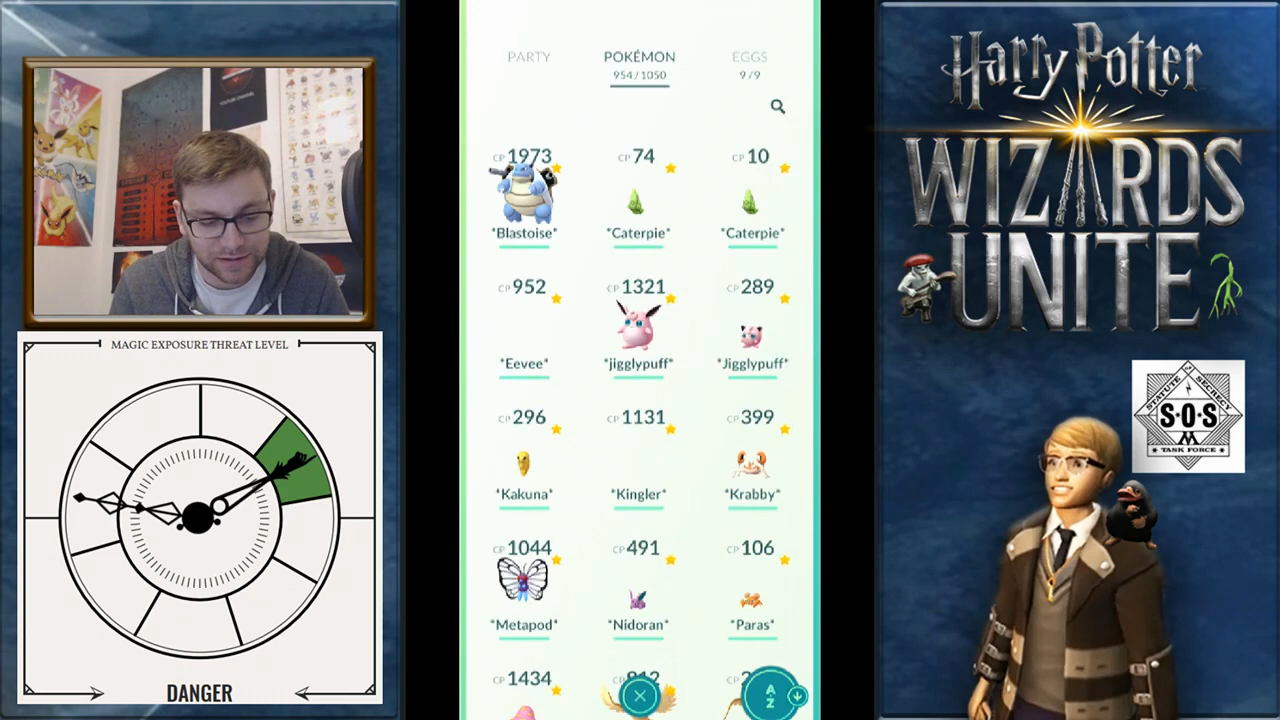 MAGIC EXPOSURE THREAT LEVEL
DANGER
PARTY
POKÉMON
EGGS
954 / 1050
9 / 9
CP 1973
CP 74
CP 10
*Blastoise*
*Caterpie*
*Caterpie*
CP 952
CP 1321
CP 289
*Eevee*
*jigglypuff*
*Jigglypuff*
CP 296
CP 1131
CP 399
*Kakuna*
*Kingler*
*Krabby*
CP 1044
CP 491
CP 106
*Metapod*
*Nidoran*
*Paras*
CP 1434
A
Z
Harry Potter
WIZARDS
UNITE
STATUTE OF SECRECY
S·O·S
TASK FORCE